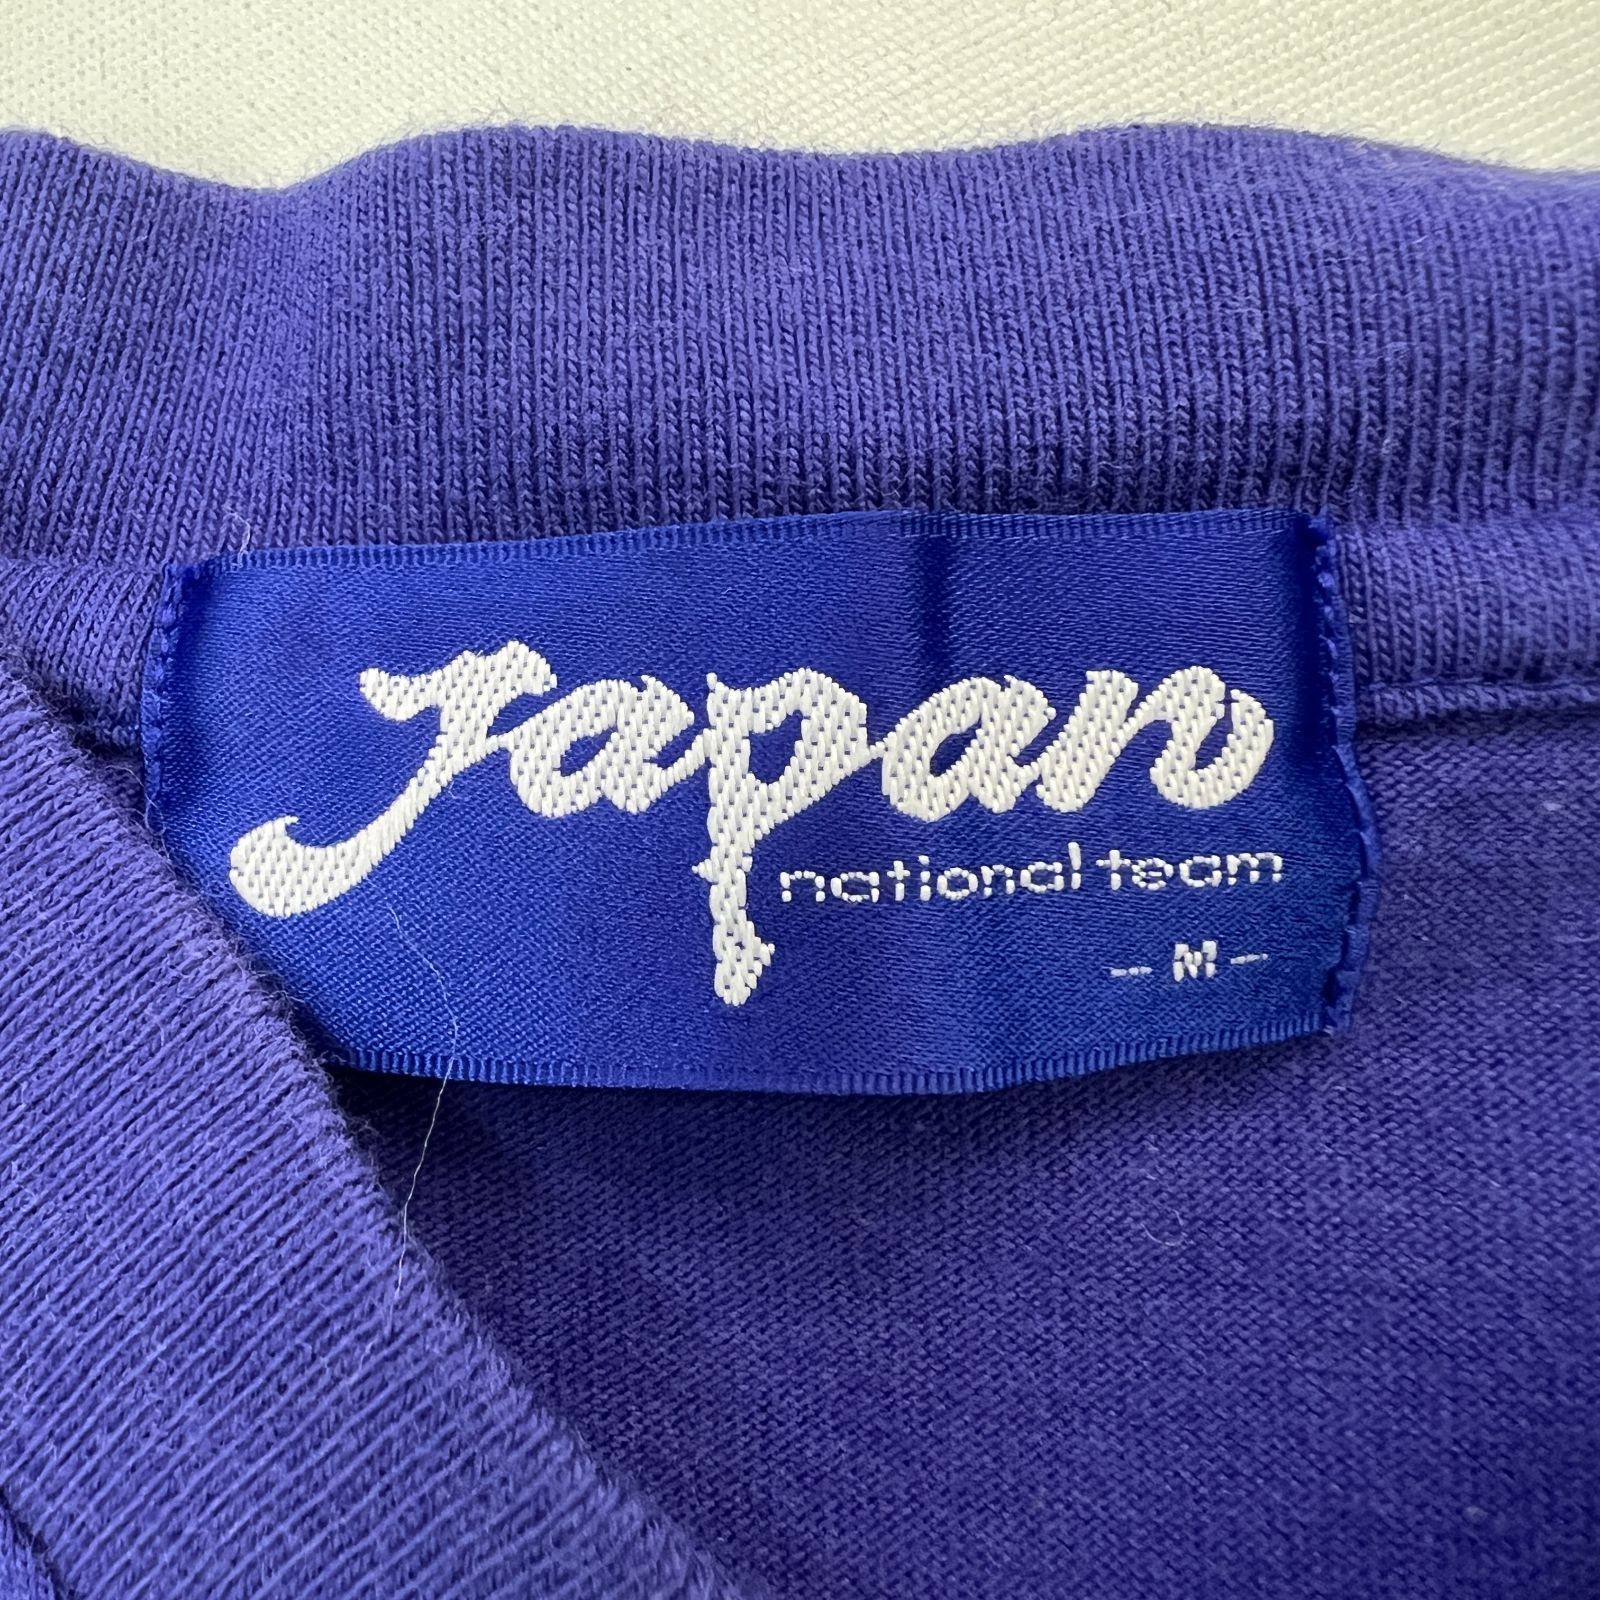 Japan
national team
- M -